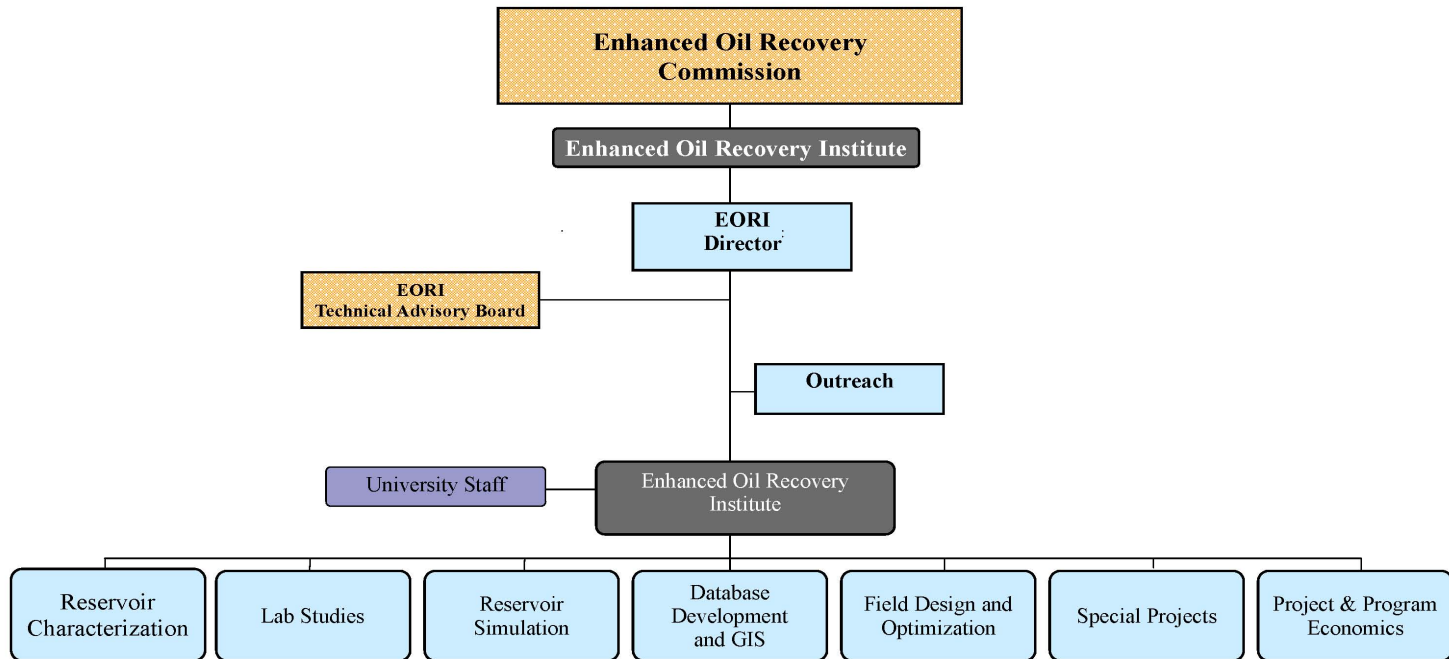 Enhanced Oil Recovery
Commission
Enhanced Oil Recovery Institute
EORI
Director
EORI
Technical Advisory Board
Outreach
University Staff
Enhanced Oil Recovery
Institute
Reservoir
Characterization
Lab Studies
Reservoir
Simulation
Database
Development
and GIS
Field Design and
Optimization
Special Projects
Project & Program
Economics